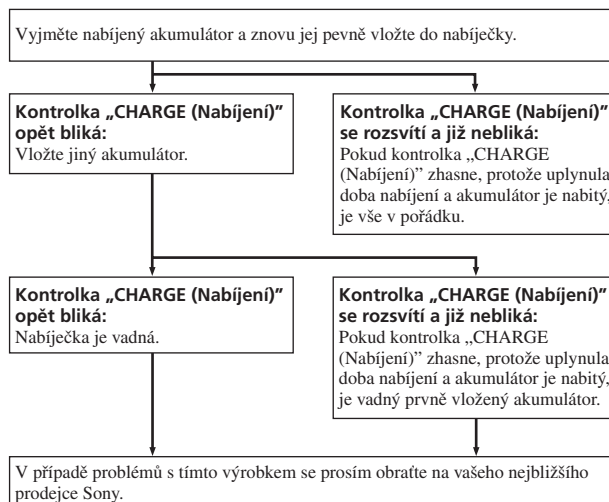 Vyjměte nabíjený akumulátor a znovu jej pevně vložte do nabíječky.
Kontrolka „CHARGE (Nabíjení)”
opět bliká:
Vložte jiný akumulátor.
Kontrolka „CHARGE (Nabíjení)”
se rozsvítí a již nebliká:
Pokud kontrolka „CHARGE
(Nabíjení)” zhasne, protože uplynula
doba nabíjení a akumulátor je nabitý,
je vše v pořádku.
Kontrolka „CHARGE (Nabíjení)”
opět bliká:
Nabíječka je vadná.
Kontrolka „CHARGE (Nabíjení)”
se rozsvítí a již nebliká:
Pokud kontrolka „CHARGE
(Nabíjení)” zhasne, protože uplynula
doba nabíjení a akumulátor je nabitý,
je vadný prvně vložený akumulátor.
V případě problémů s tímto výrobkem se prosím obraťte na vašeho nejbližšího
prodejce Sony.